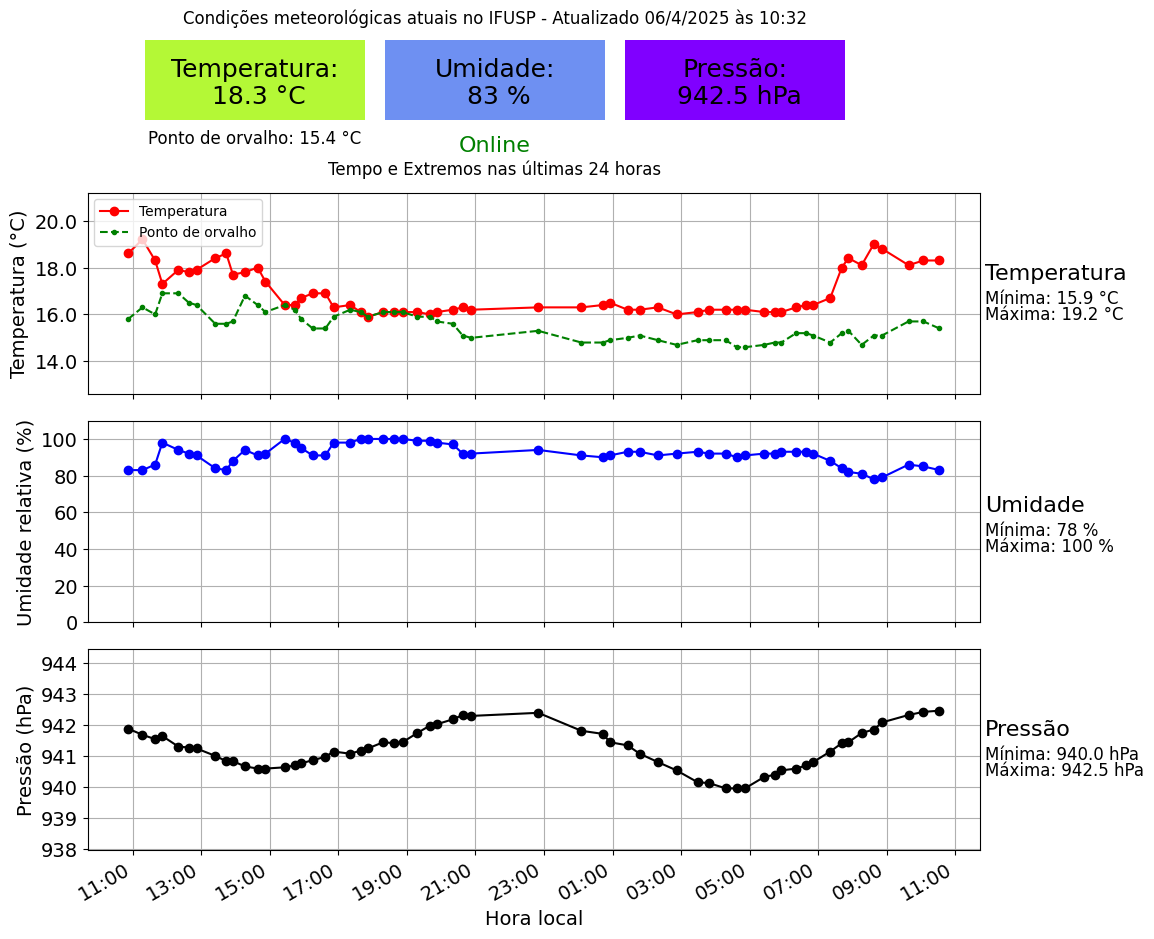 Condições meteorológicas atuais no IFUSP - Atualizado 06/4/2025 às 10:32
Temperatura:
18.3 °C
Umidade:
83 %
Pressão:
942.5 hPa
Ponto de orvalho: 15.4 °C
Online
Tempo e Extremos nas últimas 24 horas
Temperatura (°C)
20.0
18.0
16.0
14.0
Temperatura
Ponto de orvalho
Temperatura
Mínima: 15.9 °C
Máxima: 19.2 °C
Umidade relativa (%)
100
80
60
40
20
0
Umidade
Mínima: 78 %
Máxima: 100 %
Pressão (hPa)
944
943
942
941
940
939
938
Pressão
Mínima: 940.0 hPa
Máxima: 942.5 hPa
11:00
13:00
15:00
17:00
19:00
21:00
23:00
01:00
03:00
05:00
07:00
09:00
11:00
Hora local